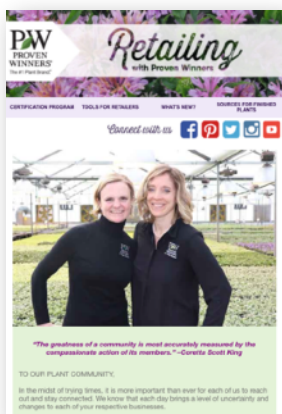 PW
PROVEN
WINNERS®
The #1 Plant Brand®
Retailing
with Proven Winners
CERTIFICATION PROGRAM TOOLS FOR RETAILERS WHAT'S NEW? SOURCES FOR FINISHED
PLANTS
Connect with us
"The greatness of a community is most accurately measured by the
compassionate action of its members." ~Coretta Scott King
TO OUR PLANT COMMUNITY,
In the midst of trying times, it is more important than ever for each of us to reach
out and stay connected. We know that each day brings a level of uncertainty and
changes to each of your respective businesses.